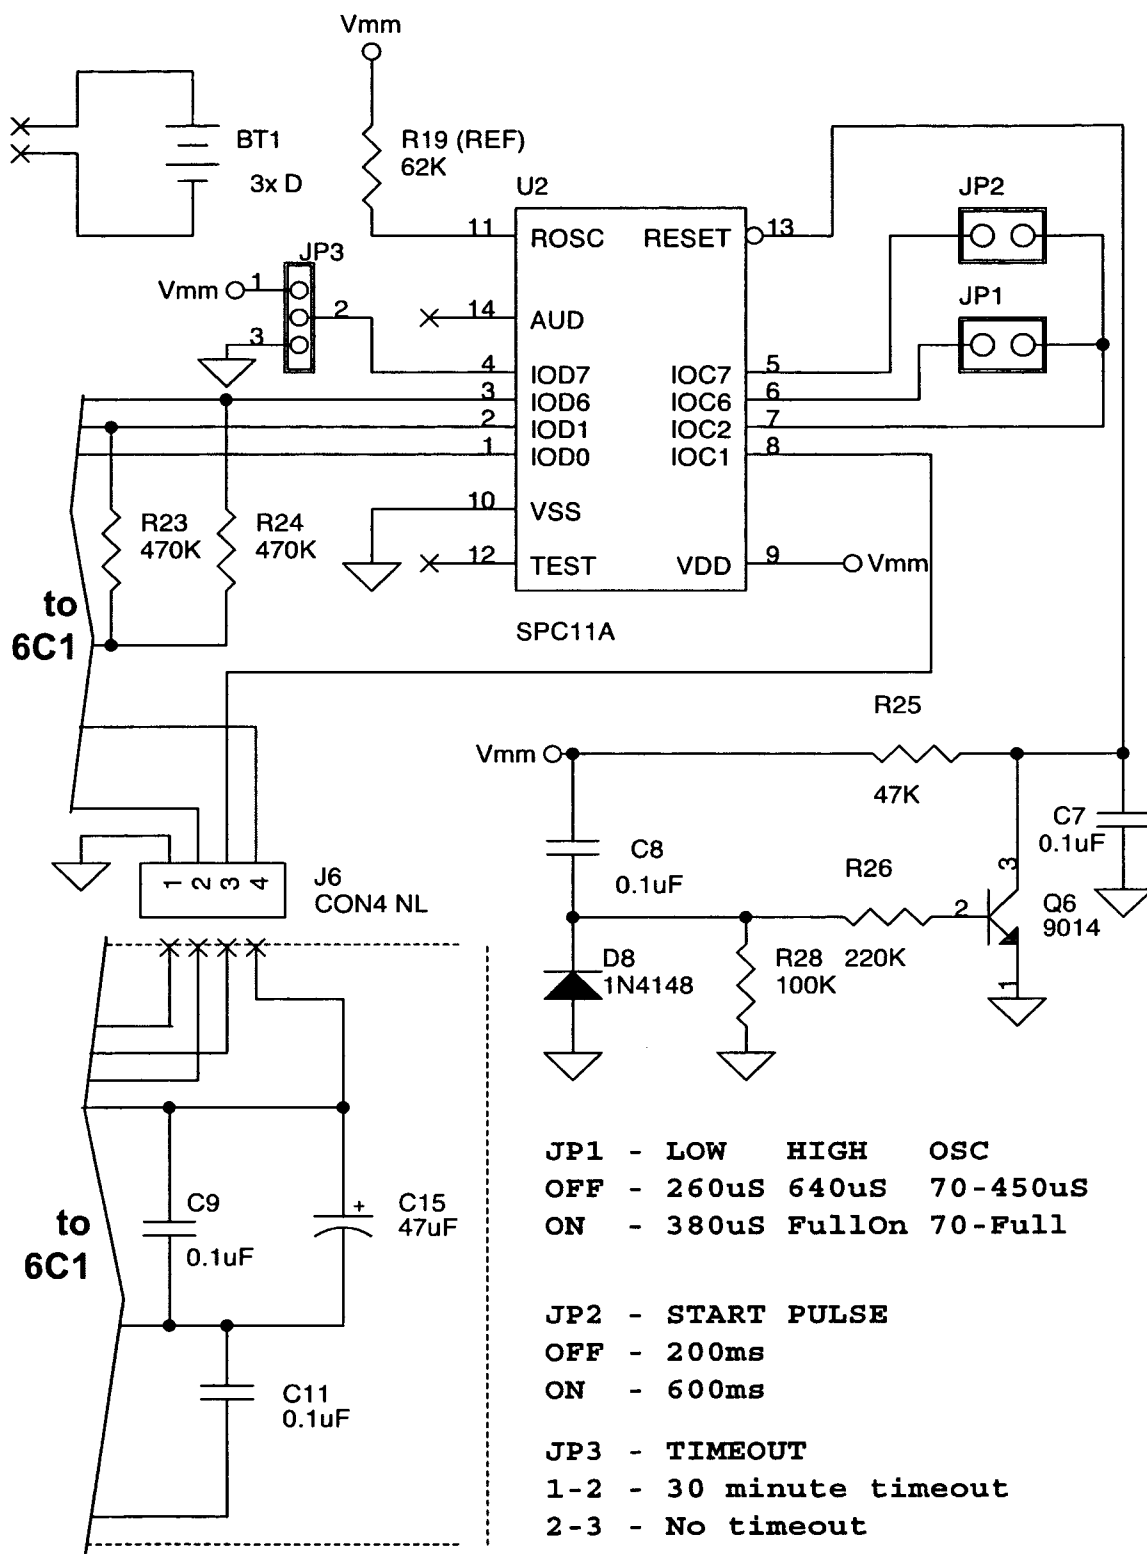 Vmm
BT1
3x D
R19 (REF)
62K
U2
11
ROSC
RESET
13
JP2
JP3
Vmm
1
2
3
14
AUD
JP1
4
IOD7
IOC7
5
3
IOD6
IOC6
6
2
IOD1
IOC2
7
1
IOD0
IOC1
8
10
VSS
R23
470K
R24
470K
12
TEST
VDD
9
Vmm
to
6C1
SPC11A
R25
47K
Vmm
C7
0.1uF
C8
0.1uF
R26
220K
1
2
3
4
J6
CON4 NL
3
2
1
Q6
9014
D8
1N4148
R28
100K
to
6C1
C9
0.1uF
+
C15
47uF
C11
0.1uF
JP1 - LOW HIGH OSC
OFF - 260uS 640uS 70-450uS
ON - 380uS FullOn 70-Full
JP2 - START PULSE
OFF - 200ms
ON - 600ms
JP3 - TIMEOUT
1-2 - 30 minute timeout
2-3 - No timeout